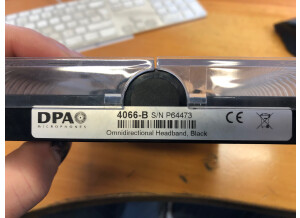 DPA
MICROPHONES
4066-B S/N P64473
Omnidirectional Headband, Black
CE